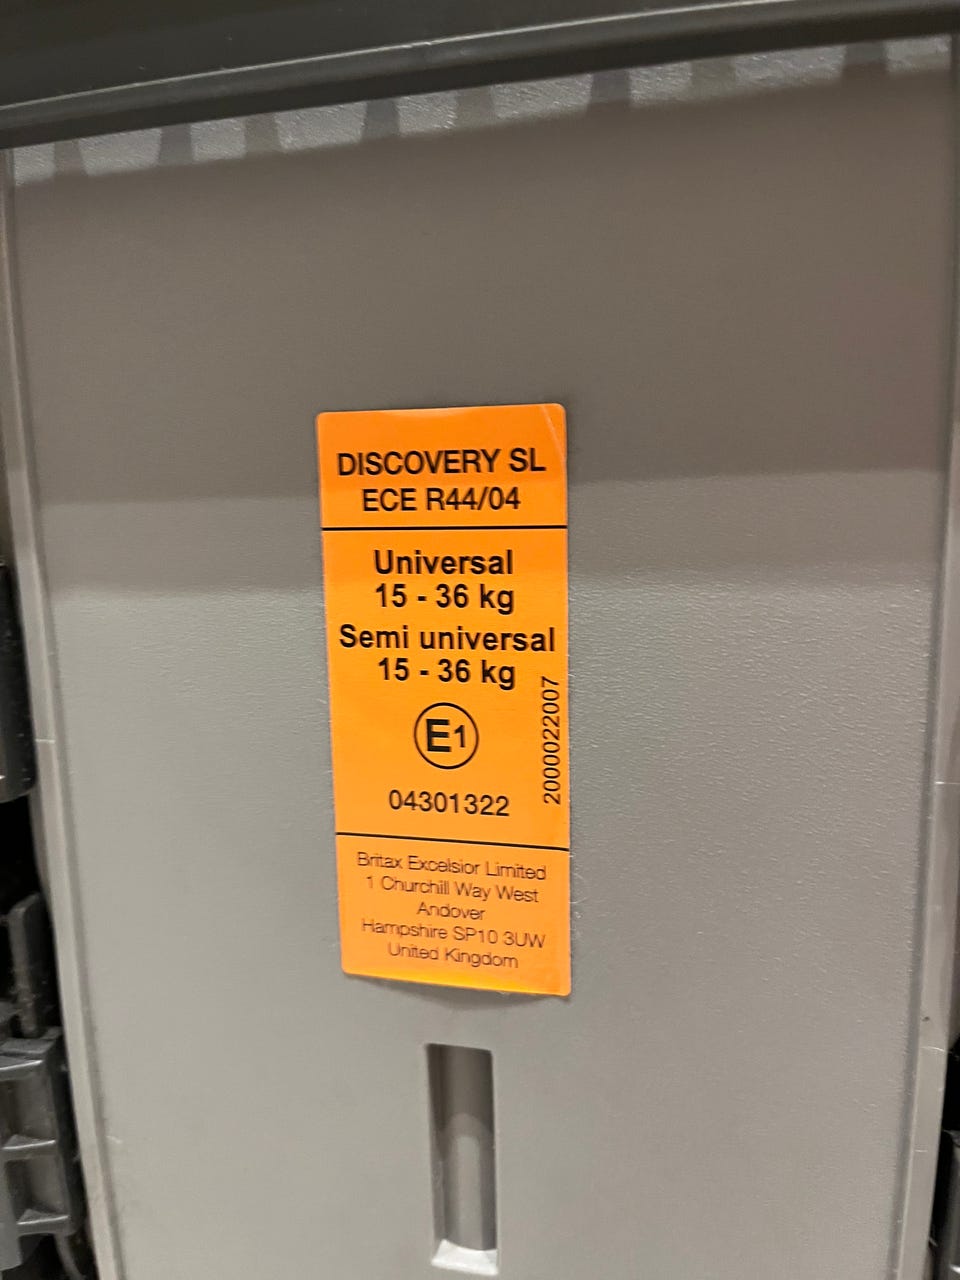 DISCOVERY SL
ECE R44/04
Universal
15 - 36 kg
Semi universal
15 - 36 kg
E1
2000022007
04301322
Britax Excelsior Limited
1 Churchill Way West
Andover
Hampshire SP10 3UW
United Kingdom